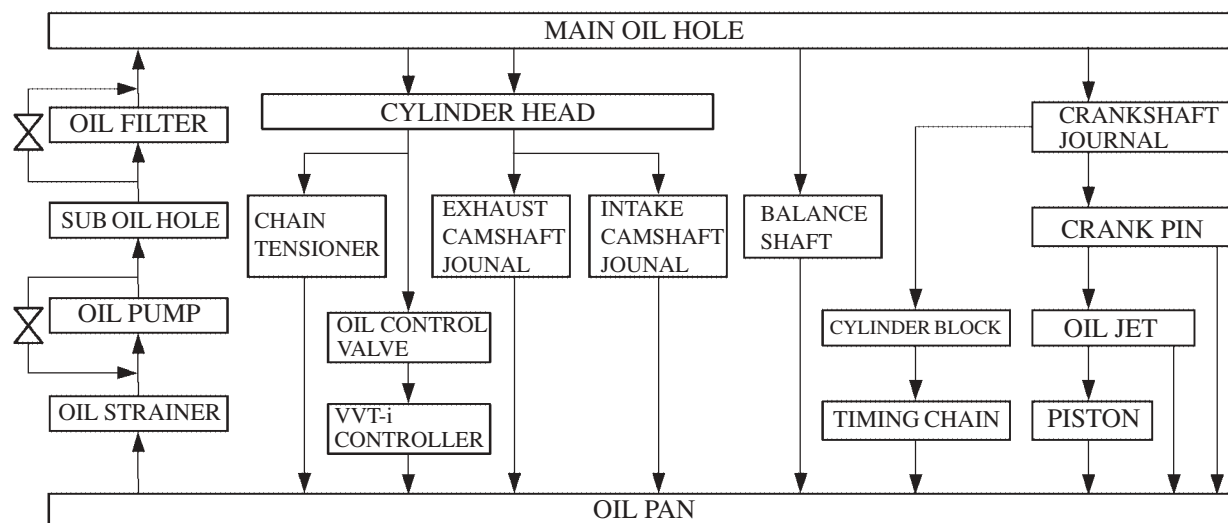 MAIN OIL HOLE
OIL FILTER
CYLINDER HEAD
CRANKSHAFT
JOURNAL
SUB OIL HOLE
CHAIN
TENSIONER
EXHAUST
CAMSHAFT
JOUNAL
INTAKE
CAMSHAFT
JOUNAL
BALANCE
SHAFT
CRANK PIN
OIL PUMP
OIL CONTROL
VALVE
CYLINDER BLOCK
OIL JET
OIL STRAINER
VVT-i
CONTROLLER
TIMING CHAIN
PISTON
OIL PAN